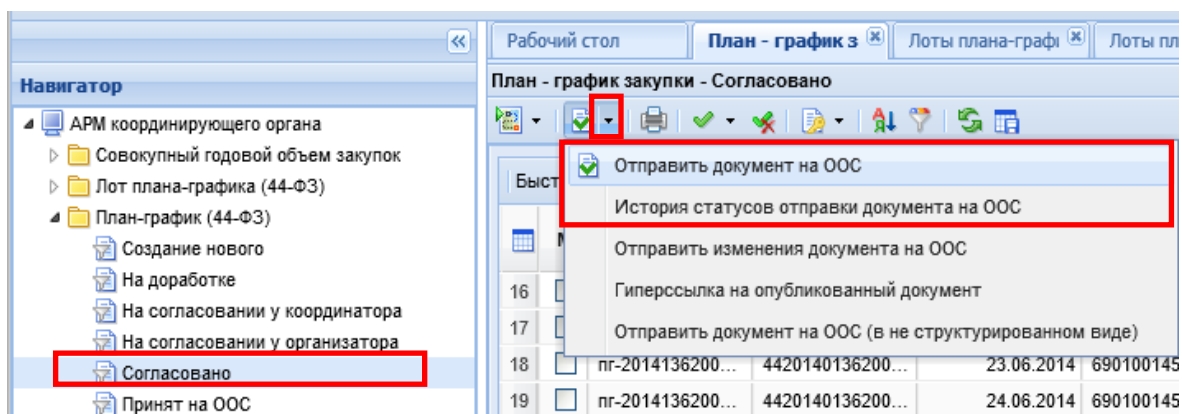 Рабочий стол
План - график з
Лоты плана-графи
Лоты пл
Навигатор
План - график закупки - Согласовано
АРМ координирующего органа
Совокупный годовой объем закупок
Лот плана-графика (44-ФЗ)
План-график (44-ФЗ)
Создание нового
На доработке
На согласовании у координатора
На согласовании у организатора
Согласовано
Принят на ООС
Быст
Отправить документ на ООС
История статусов отправки документа на ООС
Отправить изменения документа на ООС
Гиперссылка на опубликованный документ
Отправить документ на ООС (в не структурированном виде)
16
17
18 пг-2014136200... 4420140136200... 23.06.2014 690100145
19 пг-2014136200... 4420140136200... 24.06.2014 690100145